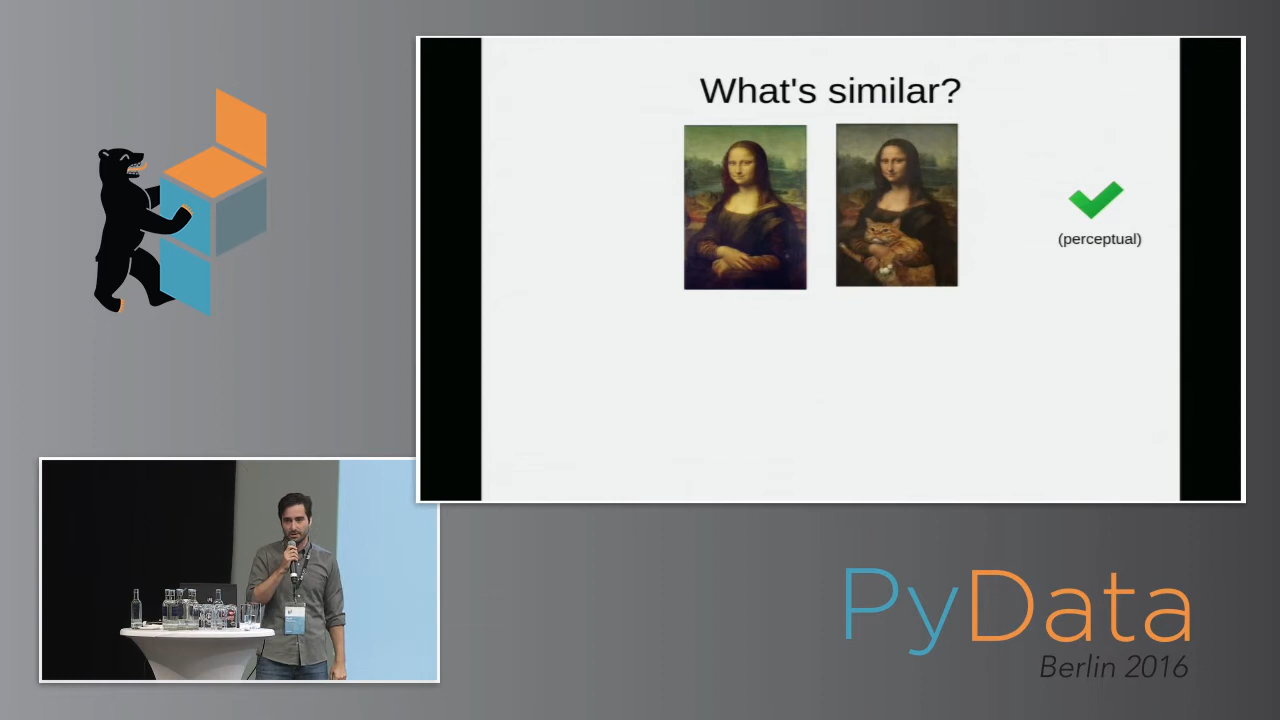 What's similar?
(perceptual)
PyData
Berlin 2016